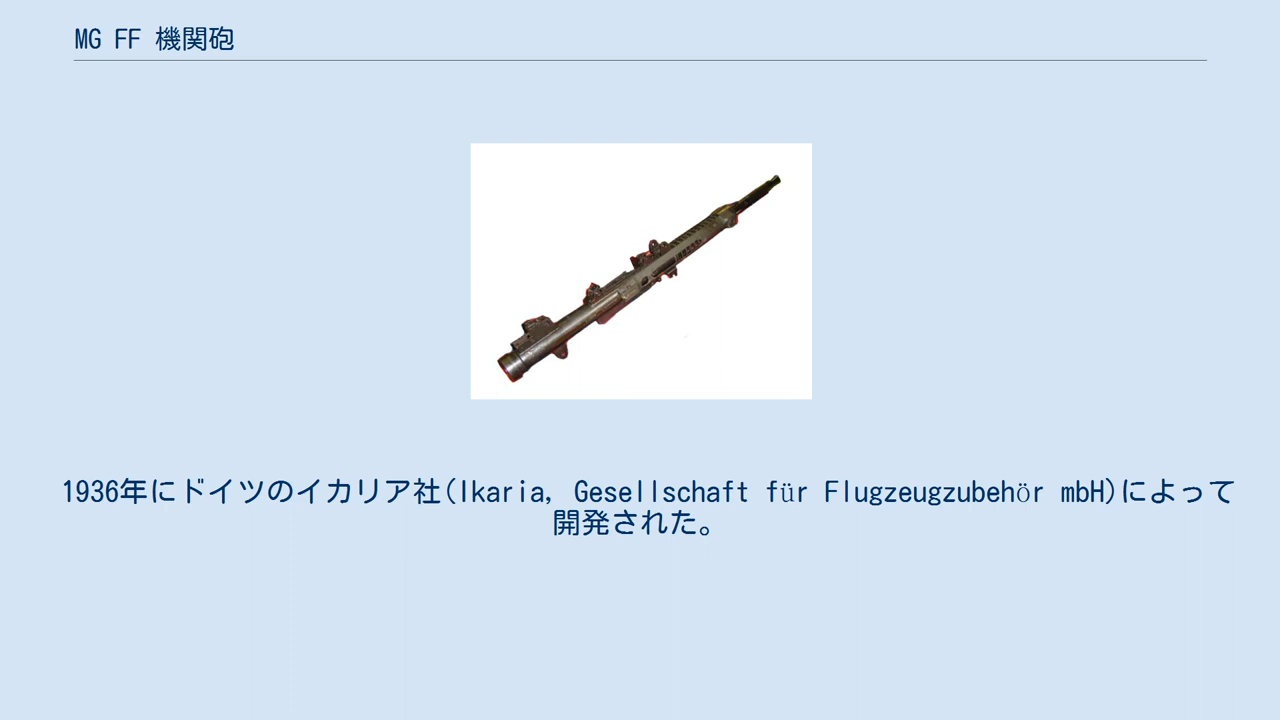 MG FF 機関砲
1936年にドイツのイカリア社(Ikaria, Gesellschaft für Flugzeugzubehör mbH)によって
開発された。